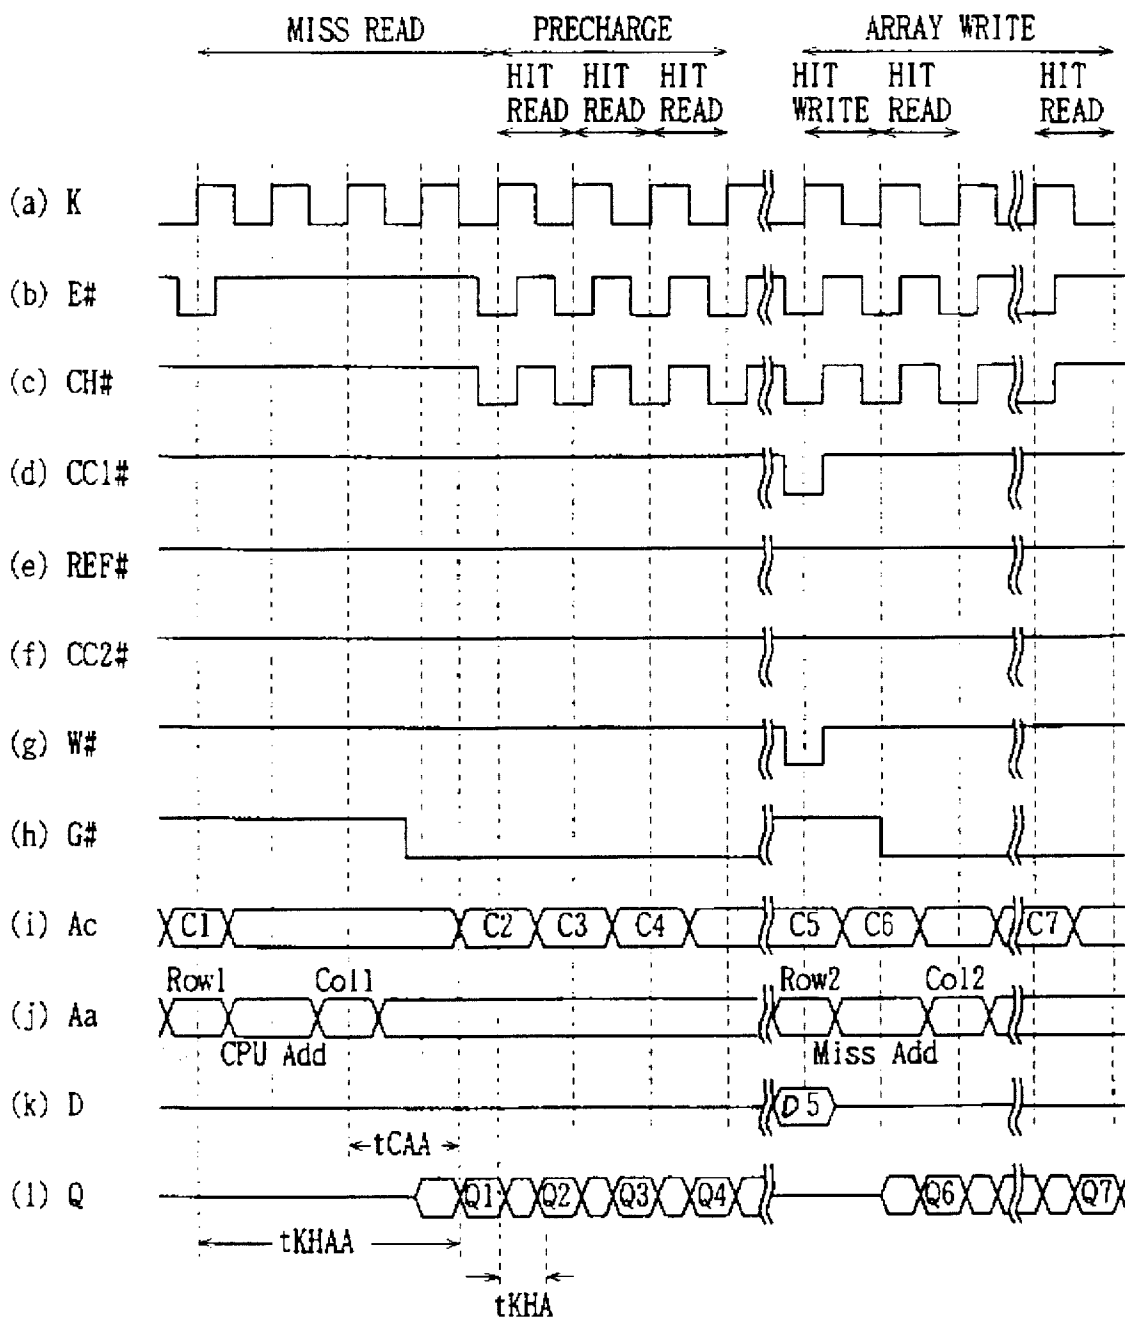 MISS READ PRECHARGE ARRAY WRITE
HIT HIT HIT HIT HIT HIT
READ READ READ WRITE READ READ
(a) K
(b) E#
(c) CH#
(d) CC1#
(e) REF#
(f) CC2#
(g) W#
(h) G#
(i) Ac C1 C2 C3 C4 C5 C6 C7
Row1 Col1 Row2 Col2
(j) Aa
CPU Add Miss Add
(k) D D5
tCAA
(l) Q Q1 Q2 Q3 Q4 Q6 Q7
tKHAA
tKHA